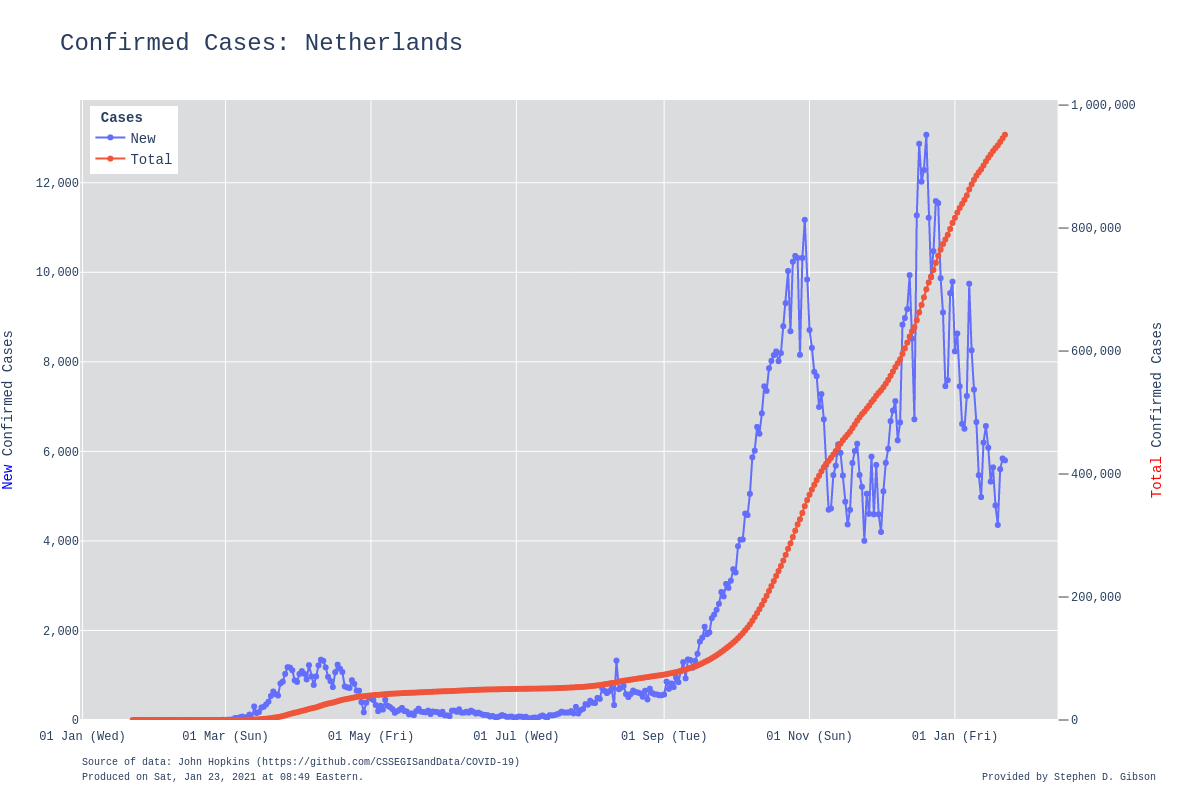 Confirmed Cases: Netherlands
Cases
New
Total
12,000
10,000
8,000
6,000
4,000
2,000
0
New Confirmed Cases
1,000,000
800,000
600,000
400,000
200,000
0
Total Confirmed Cases
01 Jan (Wed) 01 Mar (Sun) 01 May (Fri) 01 Jul (Wed) 01 Sep (Tue) 01 Nov (Sun) 01 Jan (Fri)
Source of data: John Hopkins (https://github.com/CSSEGISandData/COVID-19)
Produced on Sat, Jan 23, 2021 at 08:49 Eastern.
Provided by Stephen D. Gibson